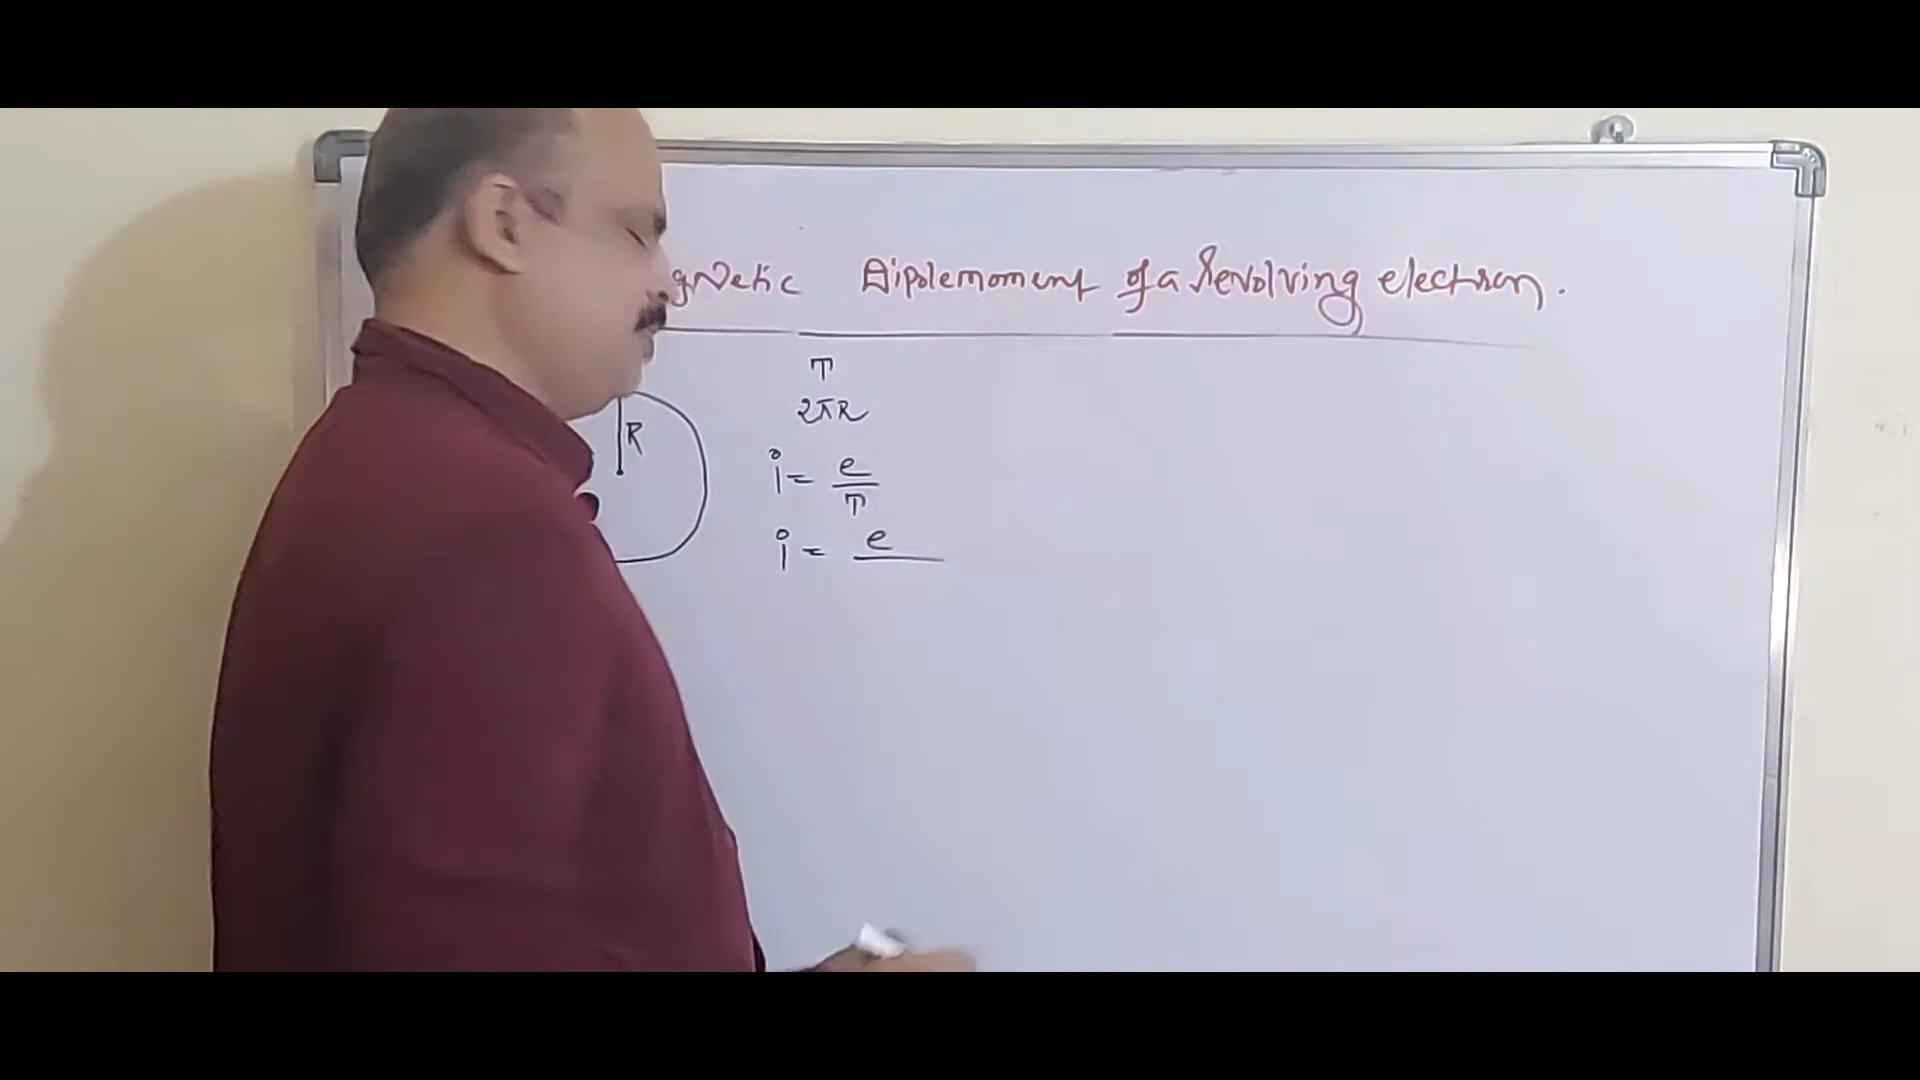 gnetic Dipolemoment of a Revolving electron.
T
2πR
R
i = e/T
i = e